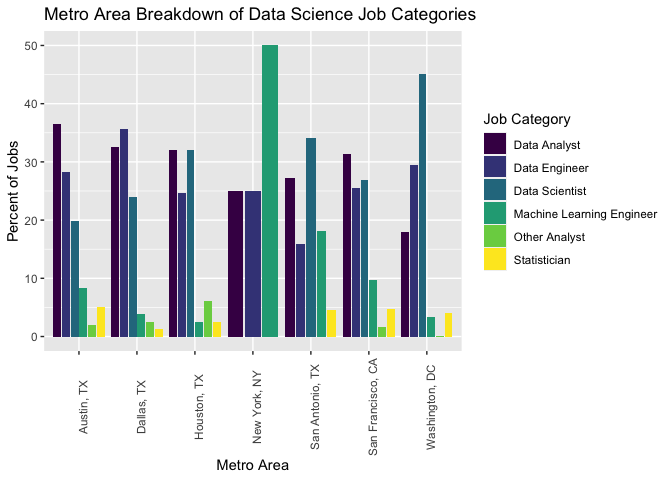 Metro Area Breakdown of Data Science Job Categories
50
40
30
20
10
0
Percent of Jobs
Austin, TX
Dallas, TX
Houston, TX
New York, NY
San Antonio, TX
San Francisco, CA
Washington, DC
Metro Area
Job Category
Data Analyst
Data Engineer
Data Scientist
Machine Learning Engineer
Other Analyst
Statistician